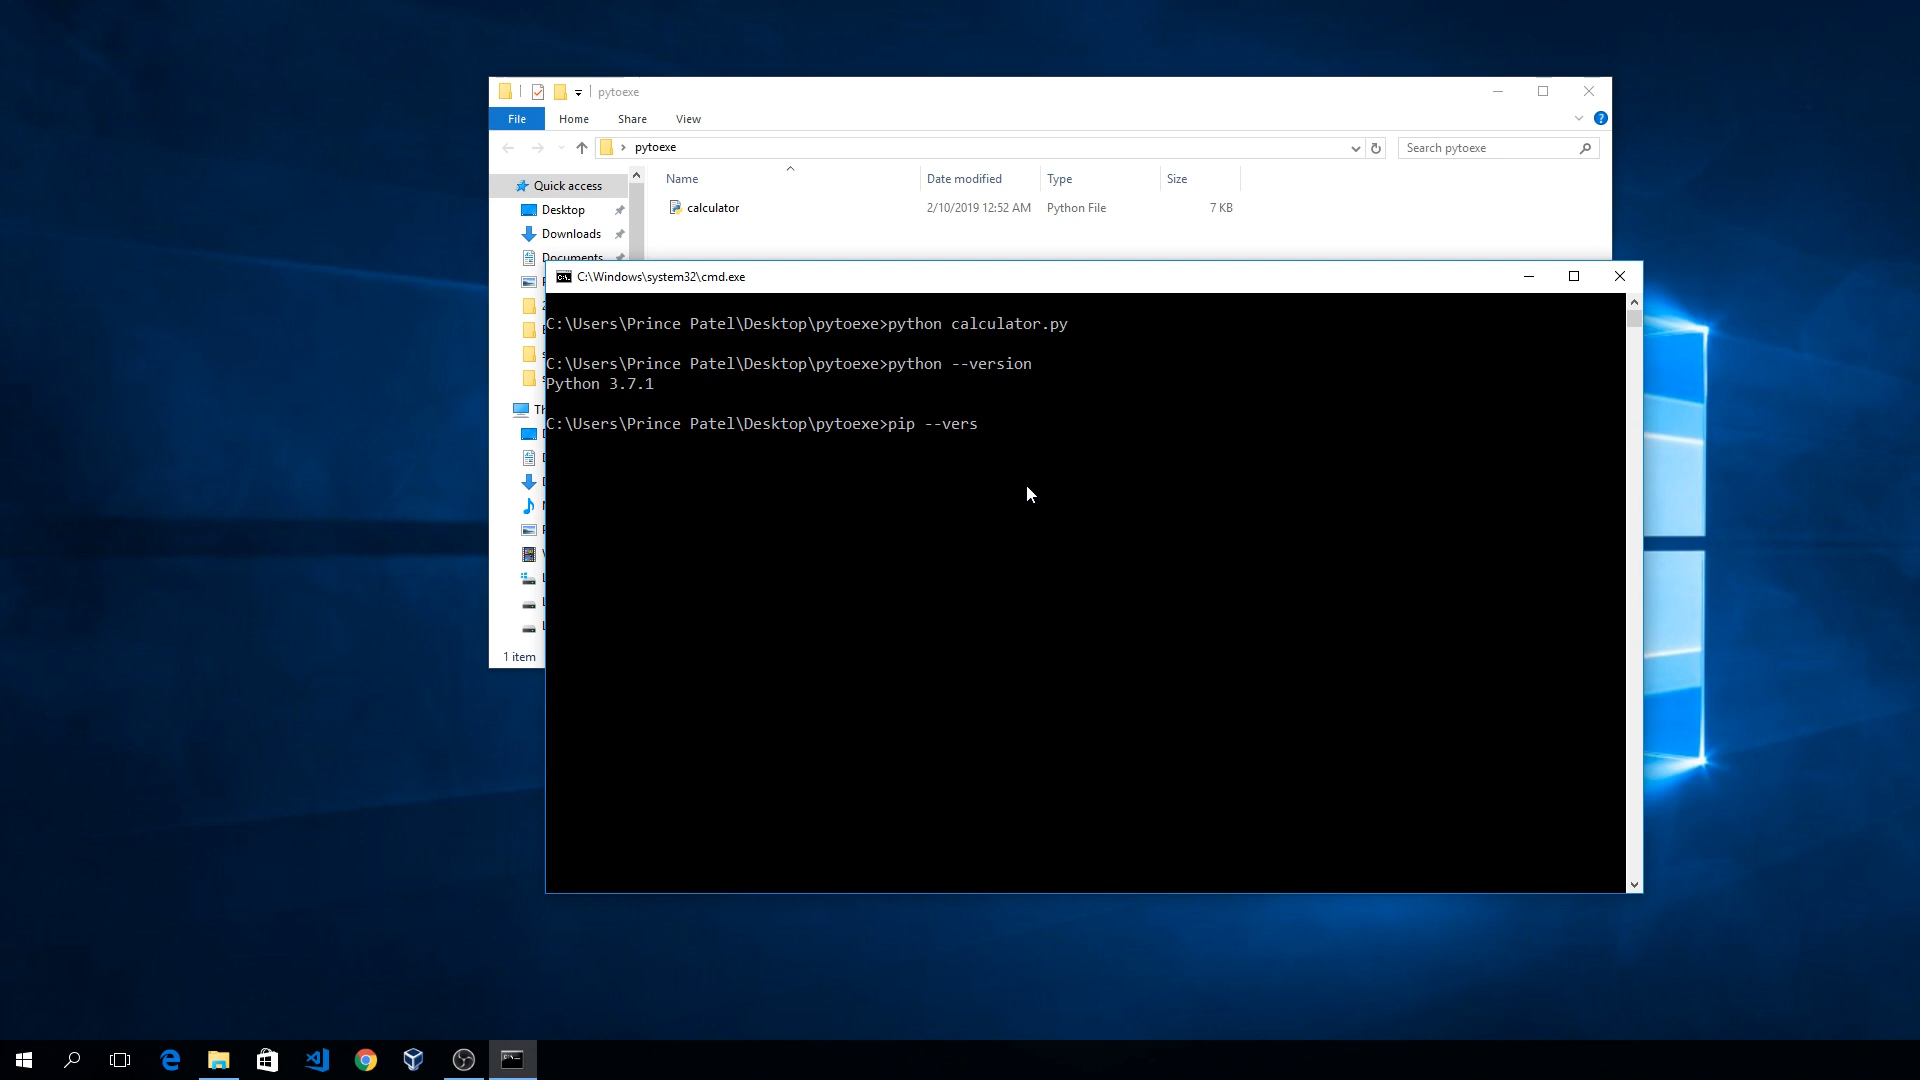 pytoexe
File Home Share View
pytoexe
Search pytoexe
Name Date modified Type Size
calculator 2/10/2019 12:52 AM Python File 7 KB
Quick access
Desktop
Downloads
Documents
C:\Windows\system32\cmd.exe
C:\Users\Prince Patel\Desktop\pytoexe>python calculator.py
C:\Users\Prince Patel\Desktop\pytoexe>python --version
Python 3.7.1
C:\Users\Prince Patel\Desktop\pytoexe>pip --vers
1 item